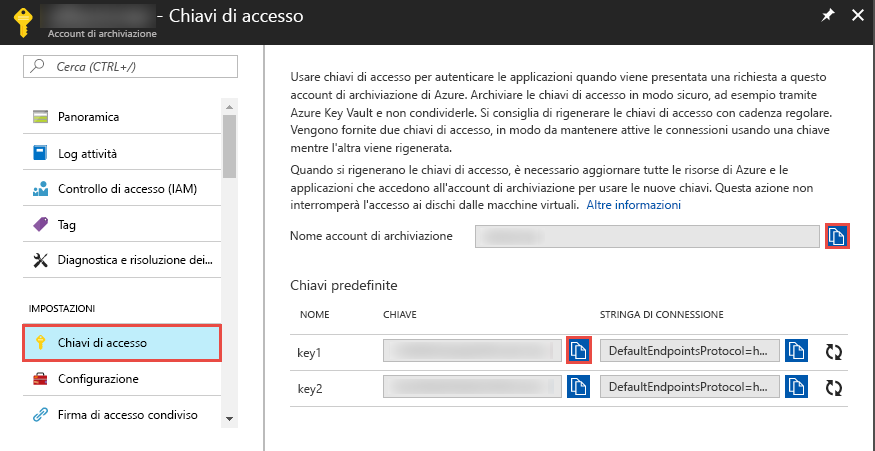 - Chiavi di accesso
Account di archiviazione
Cerca (CTRL+/)
Panoramica
Log attività
Controllo di accesso (IAM)
Tag
Diagnostica e risoluzione dei...
IMPOSTAZIONI
Chiavi di accesso
Configurazione
Firma di accesso condiviso
Usare chiavi di accesso per autenticare le applicazioni quando viene presentata una richiesta a questo
account di archiviazione di Azure. Archiviare le chiavi di accesso in modo sicuro, ad esempio tramite
Azure Key Vault e non condividerle. Si consiglia di rigenerare le chiavi di accesso con cadenza regolare.
Vengono fornite due chiavi di accesso, in modo da mantenere attive le connessioni usando una chiave
mentre l'altra viene rigenerata.
Quando si rigenerano le chiavi di accesso, è necessario aggiornare tutte le risorse di Azure e le
applicazioni che accedono all'account di archiviazione per usare le nuove chiavi. Questa azione non
interromperà l'accesso ai dischi dalle macchine virtuali. Altre informazioni
Nome account di archiviazione
Chiavi predefinite
NOME CHIAVE STRINGA DI CONNESSIONE
key1 DefaultEndpointsProtocol=h...
key2 DefaultEndpointsProtocol=h...